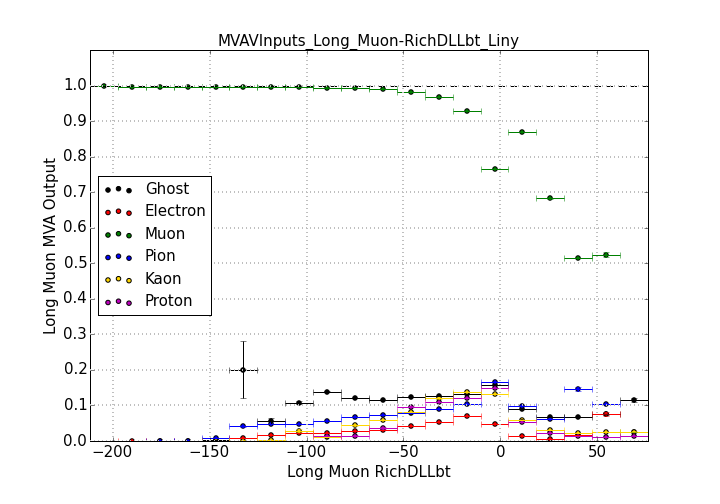 MVAVInputs_Long_Muon-RichDLLbt_Liny
Long Muon MVA Output
1.0
0.9
0.8
0.7
0.6
0.5
0.4
0.3
0.2
0.1
0.0
Ghost
Electron
Muon
Pion
Kaon
Proton
−200 −150 −100 −50 0 50
Long Muon RichDLLbt